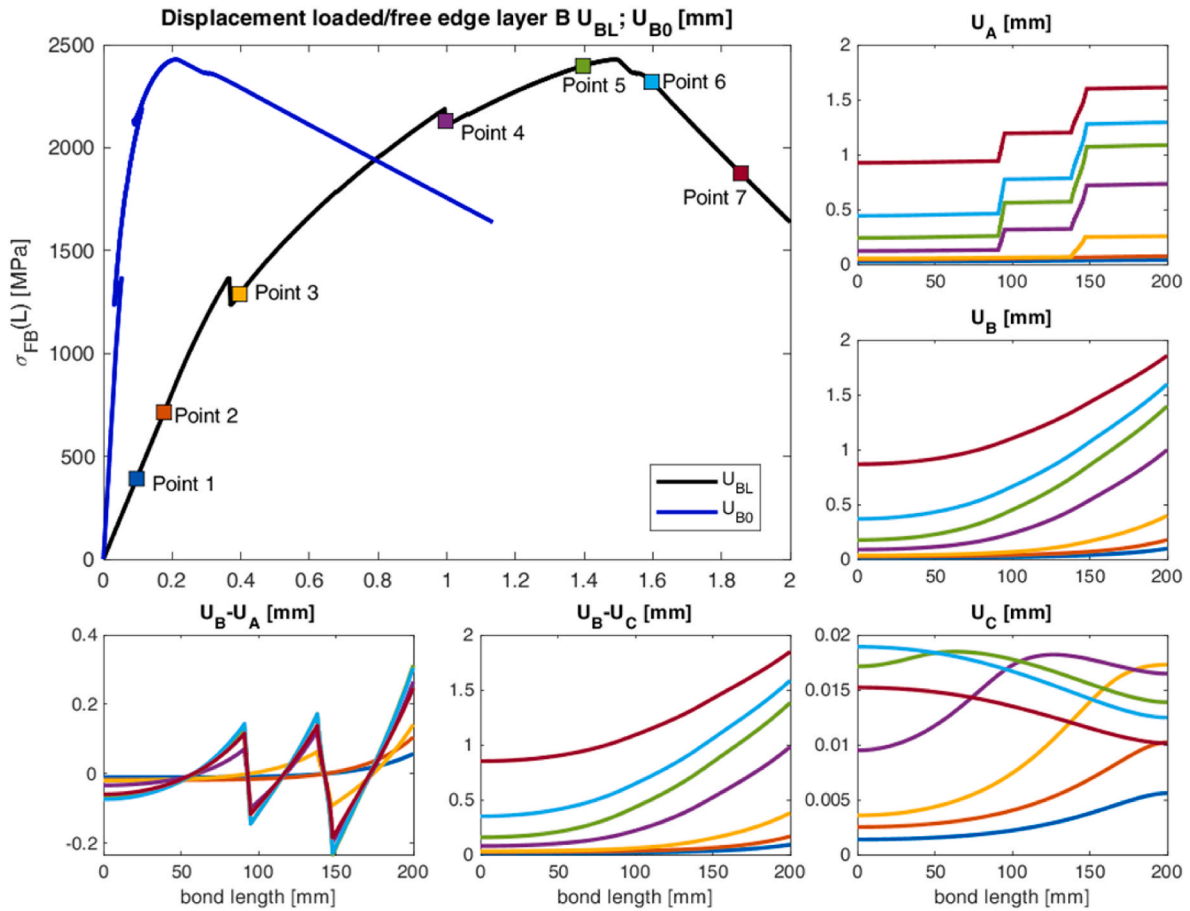 Displacement loaded/free edge layer B U_BL; U_B0 [mm]
σ_FB(L) [MPa]
2500
2000
1500
1000
500
0
0 0.2 0.4 0.6 0.8 1 1.2 1.4 1.6 1.8 2
Point 1
Point 2
Point 3
Point 4
Point 5
Point 6
Point 7
U_BL
U_B0
U_A [mm]
2
1.5
1
0.5
0
0 50 100 150 200
U_B [mm]
2
1.5
1
0.5
0
0 50 100 150 200
U_B-U_A [mm]
0.4
0.2
0
-0.2
0 50 100 150 200
bond length [mm]
U_B-U_C [mm]
2
1.5
1
0.5
0
0 50 100 150 200
bond length [mm]
U_C [mm]
0.02
0.015
0.01
0.005
0
0 50 100 150 200
bond length [mm]